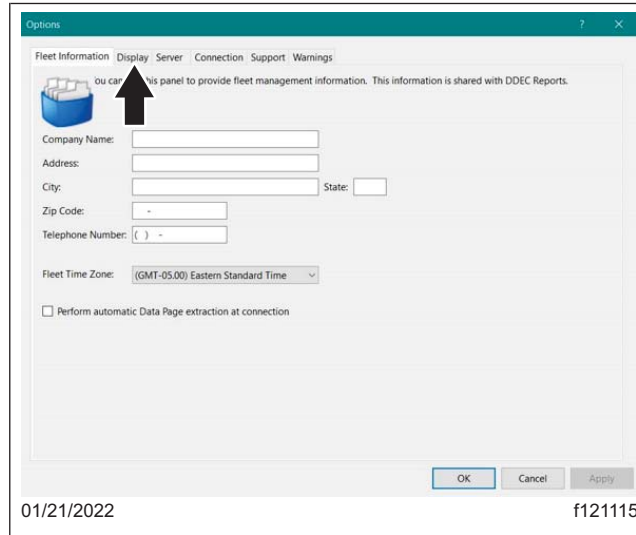 Options ? ×
Fleet Information Display Server Connection Support Warnings
ou can his panel to provide fleet management information. This information is shared with DDEC Reports.
Company Name:
Address:
City: State:
Zip Code: -
Telephone Number: ( ) -
Fleet Time Zone: (GMT-05.00) Eastern Standard Time
Perform automatic Data Page extraction at connection
OK Cancel Apply
01/21/2022 f121115